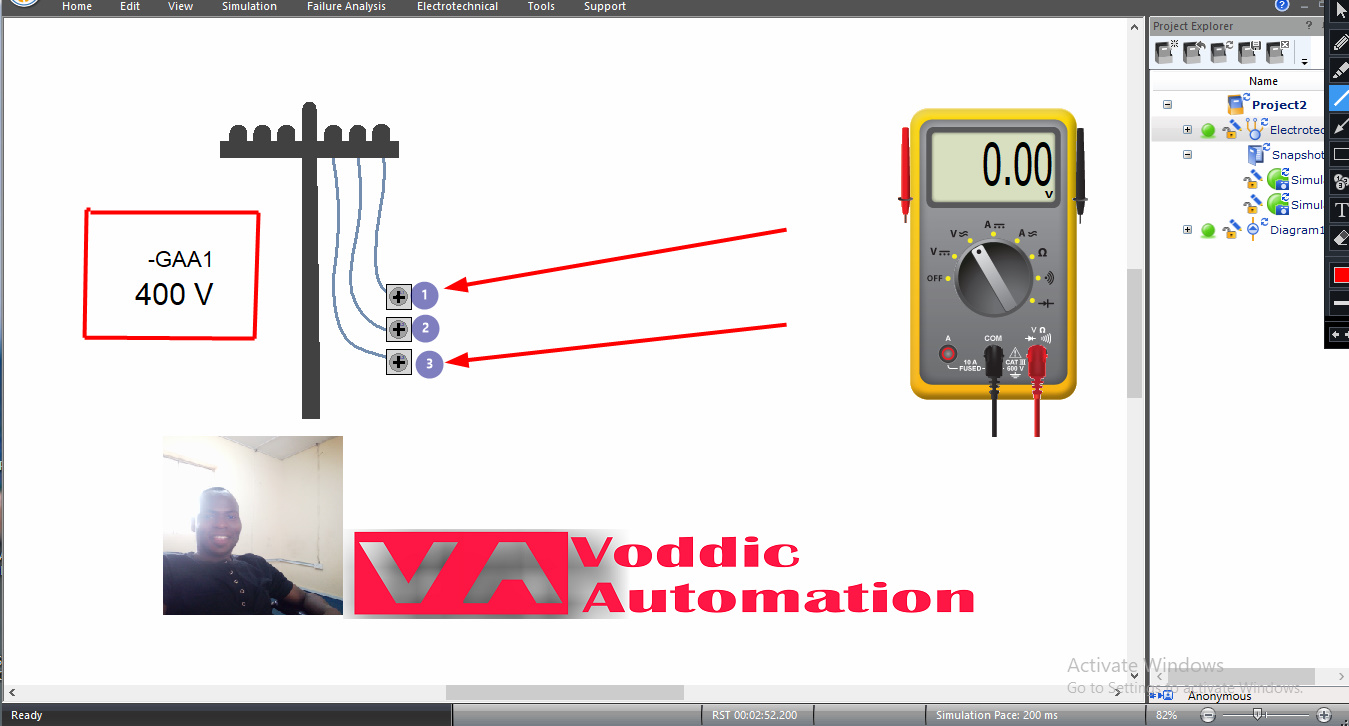 Home Edit View Simulation Failure Analysis Electrotechnical Tools Support
Project Explorer
Name
Project2
Electrotec
Snapshot
Simul
Simul
Diagram1
-GAA1
400 V
1
2
3
0.00
V
OFF V V A A Ω
A COM V Ω
10 A
FUSED
CAT III
600 V
Voddic
Automation
VA
Activate Windows
Go to Settings to activate Windows.
Anonymous
Ready RST 00:02:52.200 Simulation Pace: 200 ms 82%